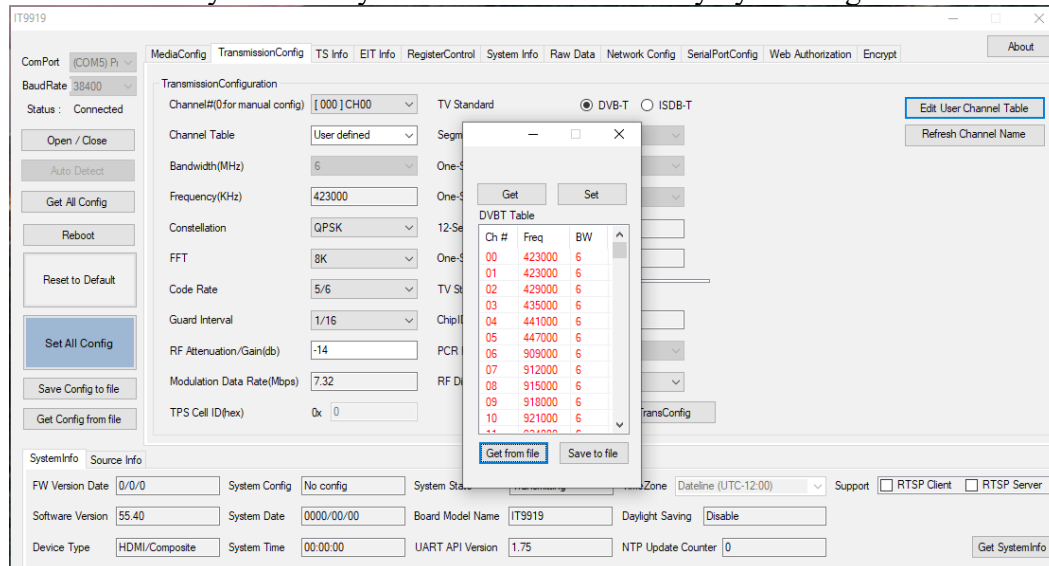 IT9919
ComPort (COM5)
BaudRate 38400
Status : Connected
Open / Close
Auto Detect
Get All Config
Reboot
Reset to Default
Set All Config
Save Config to file
Get Config from file
About
MediaConfig TransmissionConfig TS Info EIT Info RegisterControl System Info Raw Data Network Config SerialPortConfig Web Authorization Encrypt
TransmissionConfiguration
Channel#(0:for manual config) [ 000 ] CH00
Channel Table User defined
Bandwidth(MHz) 6
Frequency(KHz) 423000
Constellation QPSK
FFT 8K
Code Rate 5/6
Guard Interval 1/16
RF Attenuation/Gain(db) -14
Modulation Data Rate(Mbps) 7.32
TPS Cell ID(hex) 0x 0
TV Standard DVB-T ISDB-T
Edit User Channel Table
Refresh Channel Name
Get Set
DVBT Table
Ch # Freq BW
00 423000 6
01 423000 6
02 429000 6
03 435000 6
04 441000 6
05 447000 6
06 909000 6
07 912000 6
08 915000 6
09 918000 6
10 921000 6
Get from file Save to file
SystemInfo Source Info
FW Version Date 0/0/0 System Config No config System State Zone Dateline (UTC-12:00) Support RTSP Client RTSP Server
Software Version 55.40 System Date 0000/00/00 Board Model Name IT9919 Daylight Saving Disable
Device Type HDMI/Composite System Time 00:00:00 UART API Version 1.75 NTP Update Counter 0 Get SystemInfo